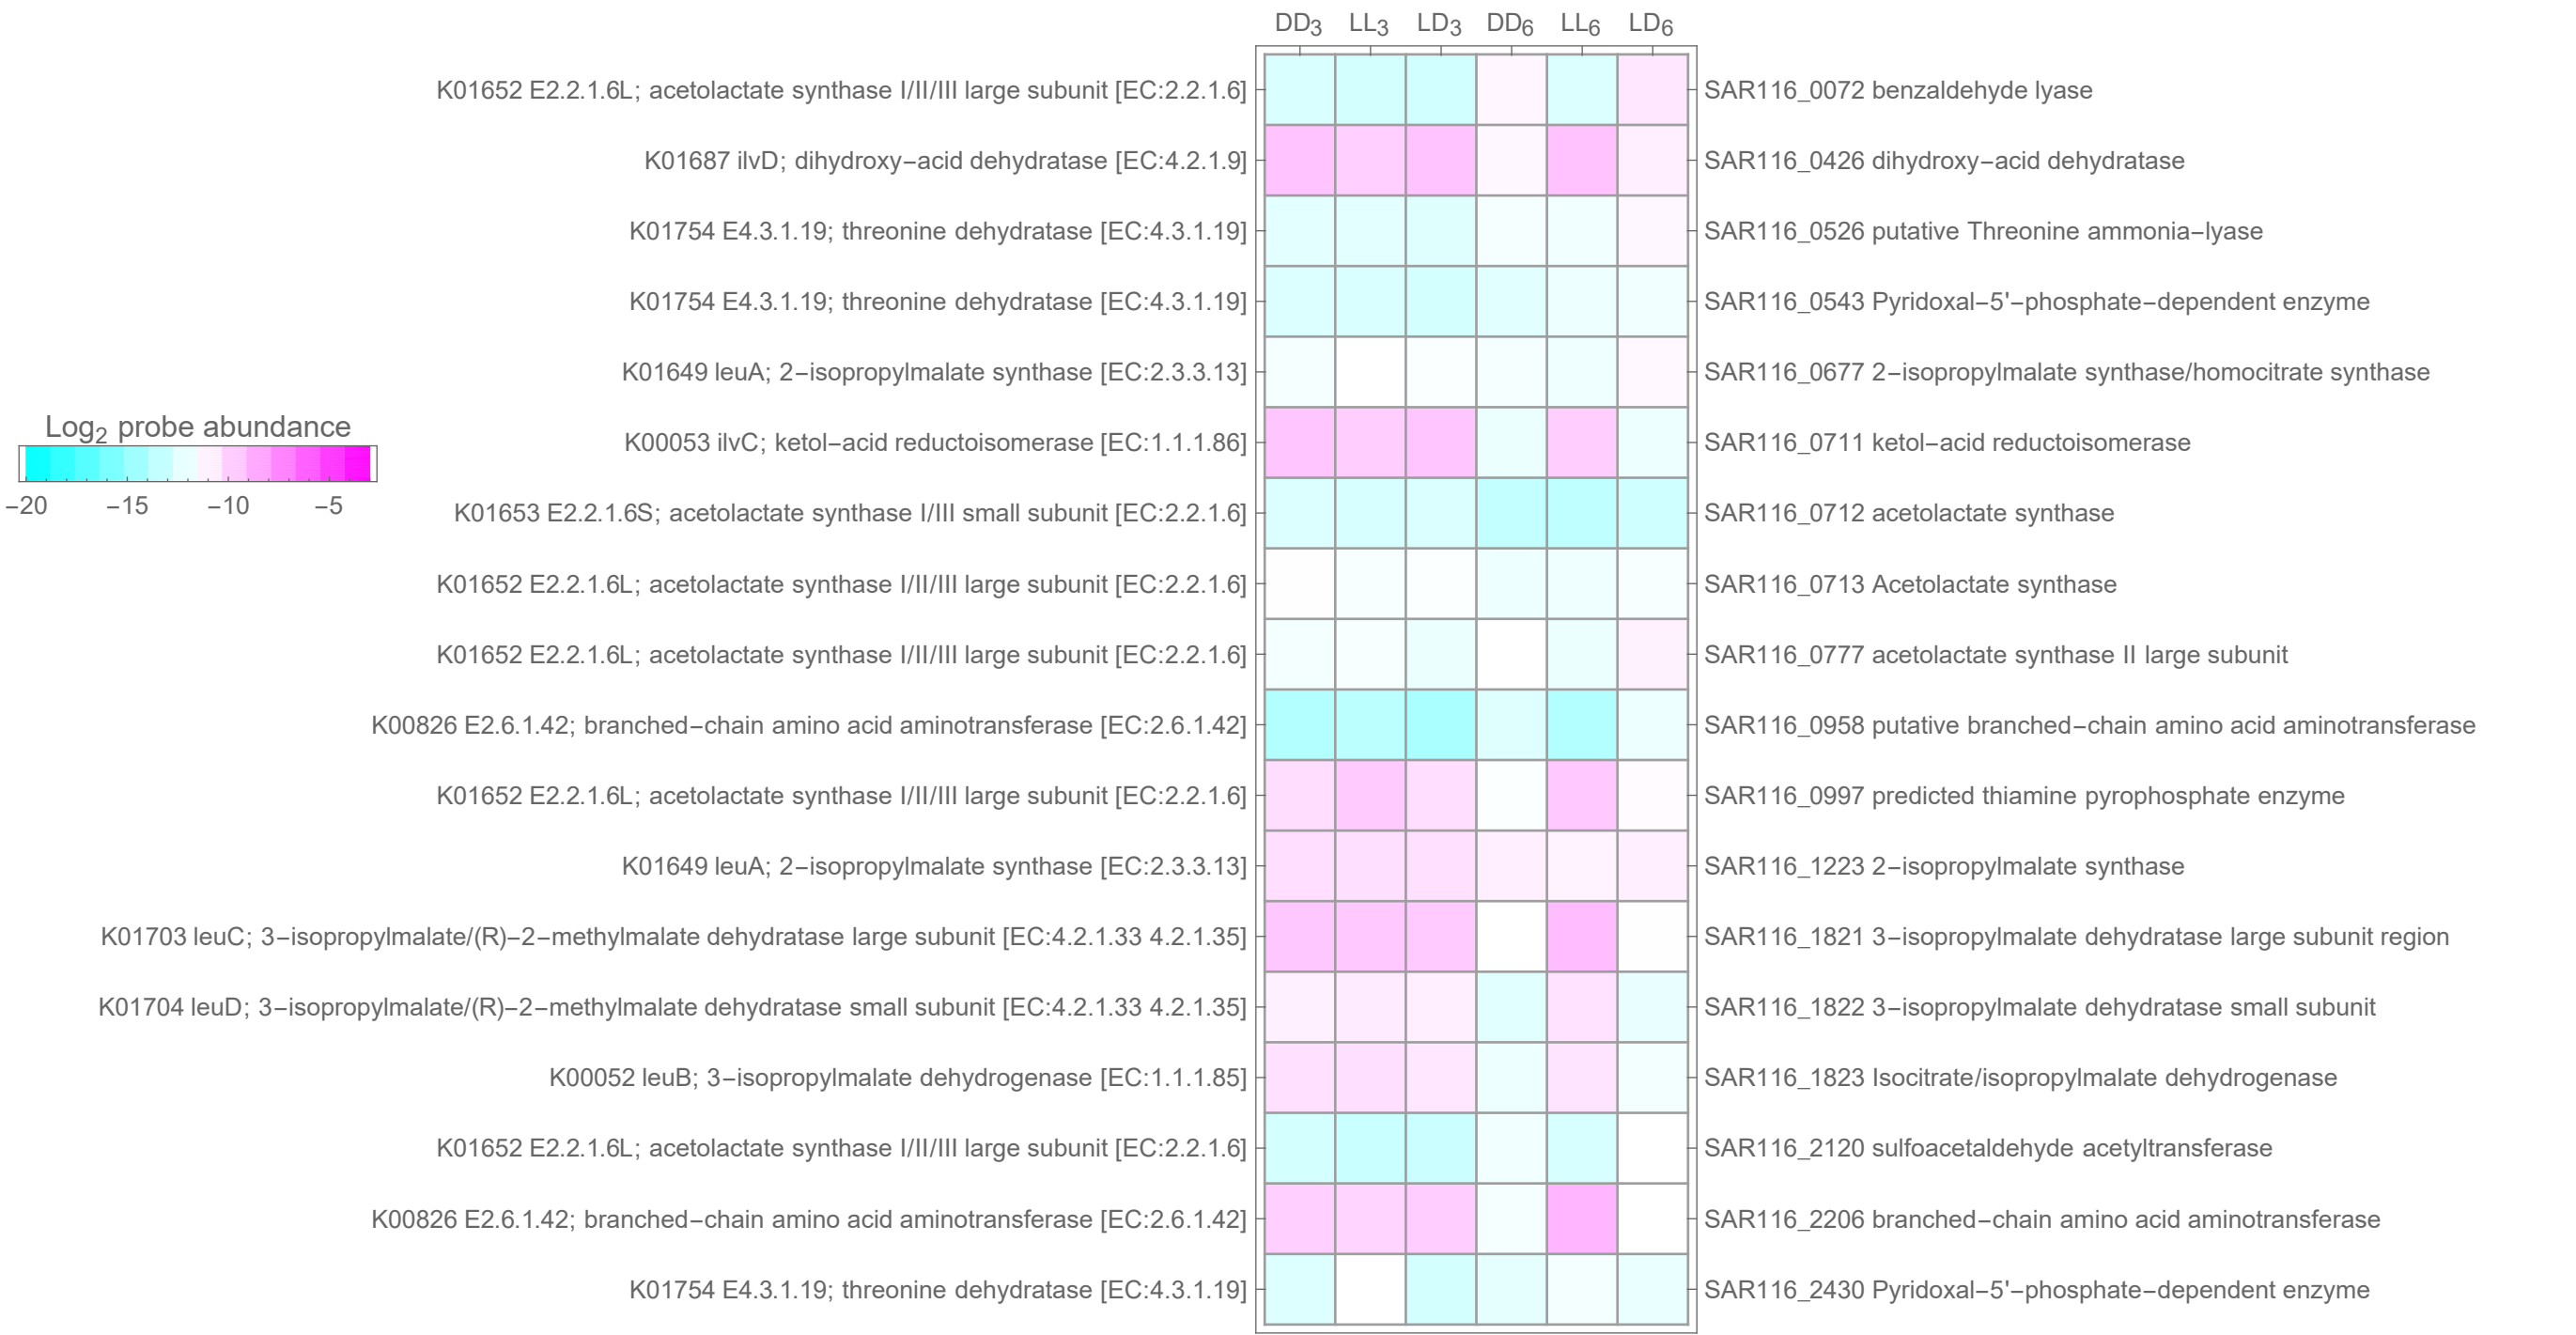 DD3 LL3 LD3 DD6 LL6 LD6
K01652 E2.2.1.6L; acetolactate synthase I/II/III large subunit [EC:2.2.1.6] SAR116_0072 benzaldehyde lyase
K01687 ilvD; dihydroxy−acid dehydratase [EC:4.2.1.9] SAR116_0426 dihydroxy−acid dehydratase
K01754 E4.3.1.19; threonine dehydratase [EC:4.3.1.19] SAR116_0526 putative Threonine ammonia−lyase
K01754 E4.3.1.19; threonine dehydratase [EC:4.3.1.19] SAR116_0543 Pyridoxal−5'−phosphate−dependent enzyme
K01649 leuA; 2−isopropylmalate synthase [EC:2.3.3.13] SAR116_0677 2−isopropylmalate synthase/homocitrate synthase
Log2 probe abundance
−20 −15 −10 −5
K00053 ilvC; ketol−acid reductoisomerase [EC:1.1.1.86] SAR116_0711 ketol−acid reductoisomerase
K01653 E2.2.1.6S; acetolactate synthase I/III small subunit [EC:2.2.1.6] SAR116_0712 acetolactate synthase
K01652 E2.2.1.6L; acetolactate synthase I/II/III large subunit [EC:2.2.1.6] SAR116_0713 Acetolactate synthase
K01652 E2.2.1.6L; acetolactate synthase I/II/III large subunit [EC:2.2.1.6] SAR116_0777 acetolactate synthase II large subunit
K00826 E2.6.1.42; branched−chain amino acid aminotransferase [EC:2.6.1.42] SAR116_0958 putative branched−chain amino acid aminotransferase
K01652 E2.2.1.6L; acetolactate synthase I/II/III large subunit [EC:2.2.1.6] SAR116_0997 predicted thiamine pyrophosphate enzyme
K01649 leuA; 2−isopropylmalate synthase [EC:2.3.3.13] SAR116_1223 2−isopropylmalate synthase
K01703 leuC; 3−isopropylmalate/(R)−2−methylmalate dehydratase large subunit [EC:4.2.1.33 4.2.1.35] SAR116_1821 3−isopropylmalate dehydratase large subunit region
K01704 leuD; 3−isopropylmalate/(R)−2−methylmalate dehydratase small subunit [EC:4.2.1.33 4.2.1.35] SAR116_1822 3−isopropylmalate dehydratase small subunit
K00052 leuB; 3−isopropylmalate dehydrogenase [EC:1.1.1.85] SAR116_1823 Isocitrate/isopropylmalate dehydrogenase
K01652 E2.2.1.6L; acetolactate synthase I/II/III large subunit [EC:2.2.1.6] SAR116_2120 sulfoacetaldehyde acetyltransferase
K00826 E2.6.1.42; branched−chain amino acid aminotransferase [EC:2.6.1.42] SAR116_2206 branched−chain amino acid aminotransferase
K01754 E4.3.1.19; threonine dehydratase [EC:4.3.1.19] SAR116_2430 Pyridoxal−5'−phosphate−dependent enzyme